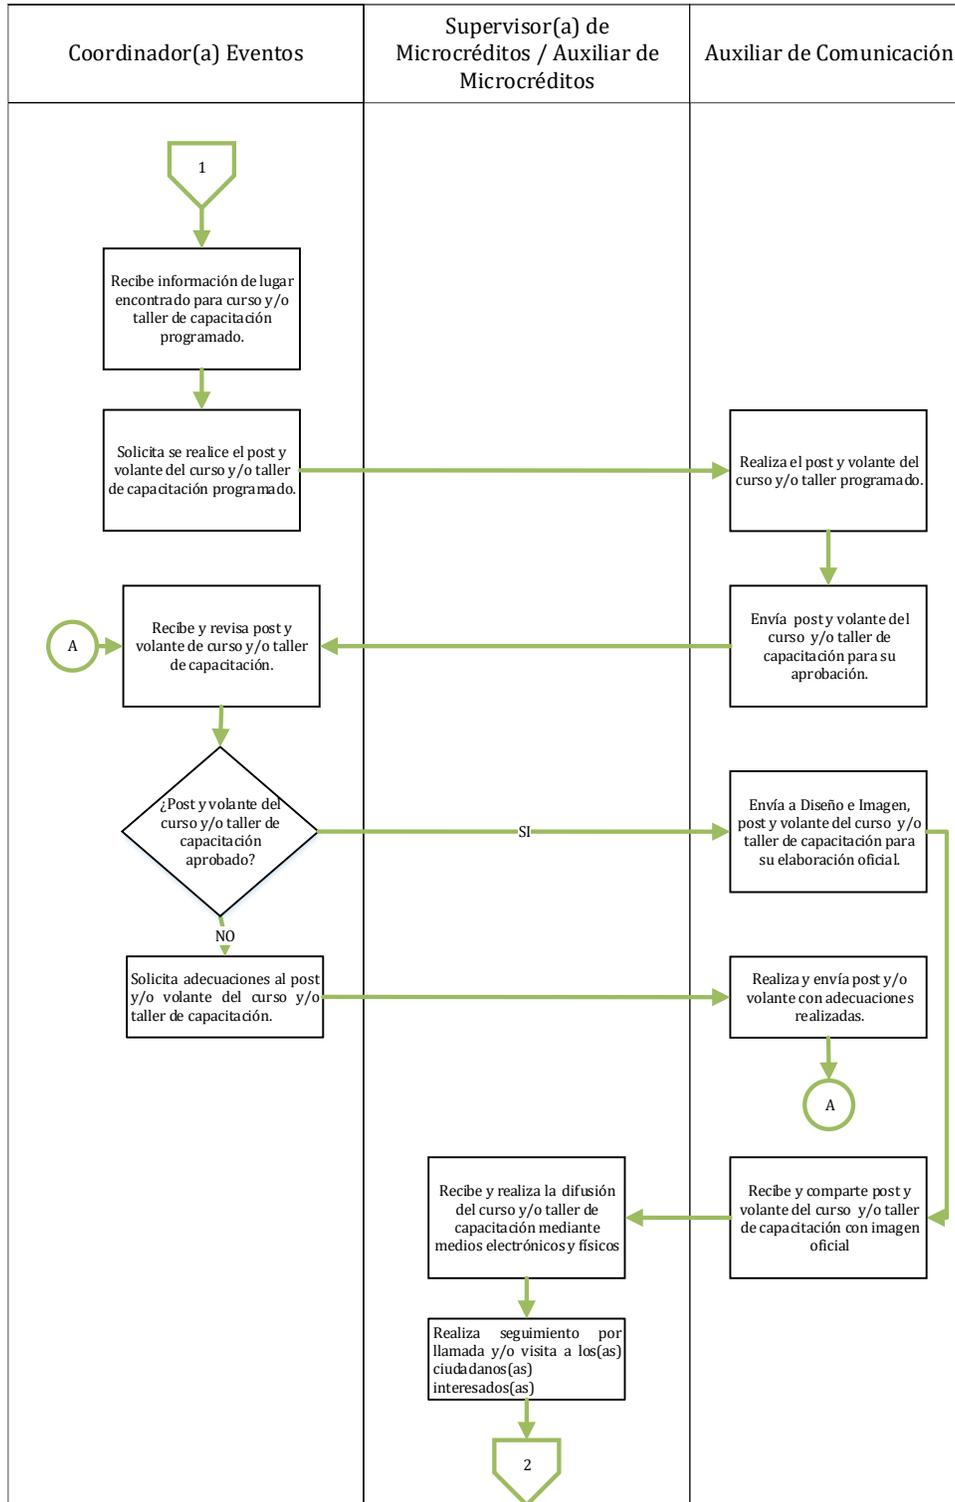 Coordinador(a) Eventos
Supervisor(a) de
Microcréditos / Auxiliar de
Microcréditos
Auxiliar de Comunicación
1
Recibe información de lugar
encontrado para curso y/o
taller de capacitación
programado.
Solicita se realice el post y
volante del curso y/o taller
de capacitación programado.
Realiza el post y volante del
curso y/o taller programado.
Envía post y volante del
curso y/o taller de
capacitación para su
aprobación.
A
Recibe y revisa post y
volante de curso y/o taller
de capacitación.
¿Post y volante del
curso y/o taller de
capacitación
aprobado?
SI
Envía a Diseño e Imagen,
post y volante del curso y/o
taller de capacitación para
su elaboración oficial.
NO
Solicita adecuaciones al post
y/o volante del curso y/o
taller de capacitación.
Realiza y envía post y/o
volante con adecuaciones
realizadas.
A
Recibe y comparte post y
volante del curso y/o taller
de capacitación con imagen
oficial
Recibe y realiza la difusión
del curso y/o taller de
capacitación mediante
medios electrónicos y físicos
Realiza seguimiento por
llamada y/o visita a los(as)
ciudadanos(as)
interesados(as)
2